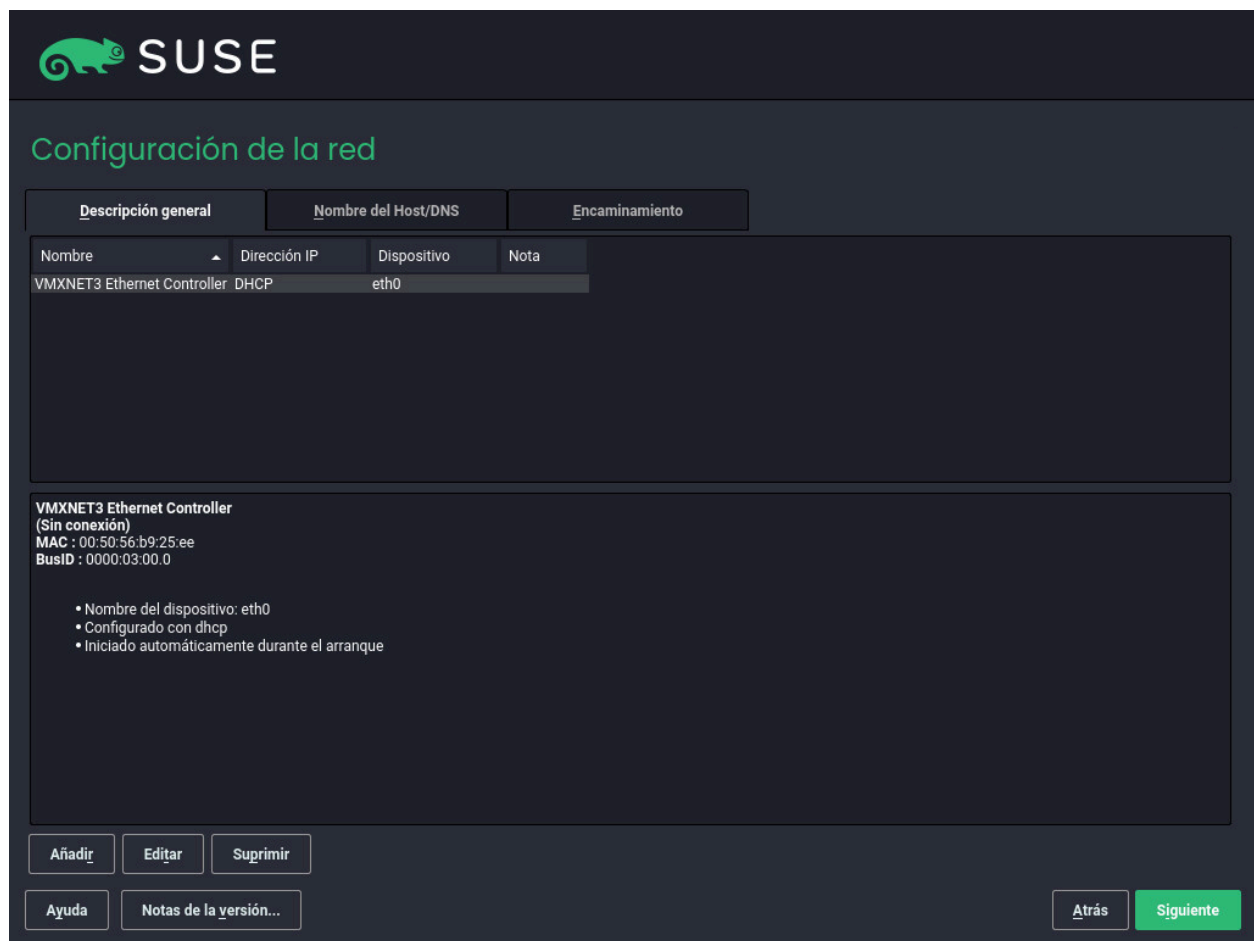 SUSE
Configuración de la red
Descripción general Nombre del Host/DNS Encaminamiento
Nombre Dirección IP Dispositivo Nota
VMXNET3 Ethernet Controller DHCP eth0
VMXNET3 Ethernet Controller
(Sin conexión)
MAC : 00:50:56:b9:25:ee
BusID : 0000:03:00.0
• Nombre del dispositivo: eth0
• Configurado con dhcp
• Iniciado automáticamente durante el arranque
Añadir Editar Suprimir
Ayuda Notas de la versión... Atrás Siguiente